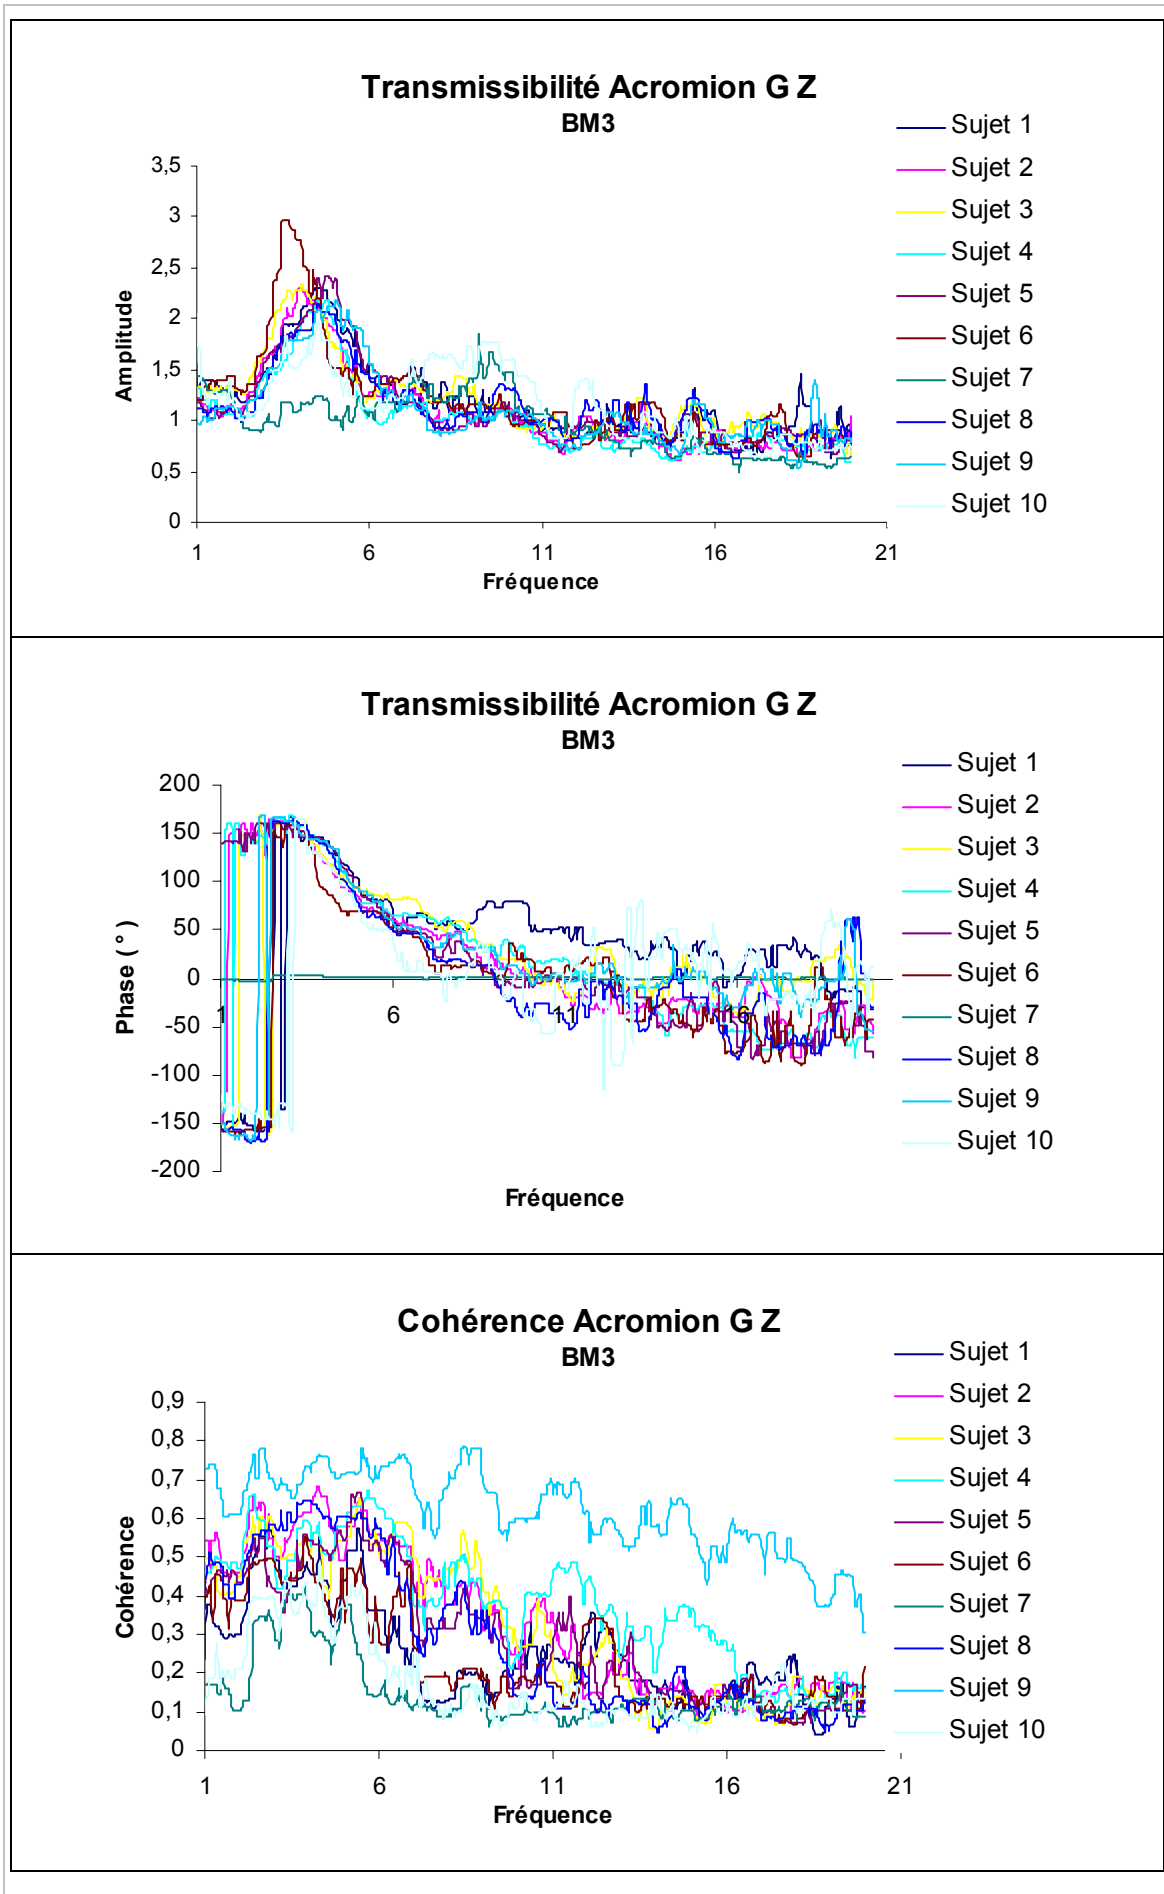 Transmissibilité Acromion G Z
BM3
Amplitude
3,5
3
2,5
2
1,5
1
0,5
0
1 6 11 16 21
Fréquence
Sujet 1
Sujet 2
Sujet 3
Sujet 4
Sujet 5
Sujet 6
Sujet 7
Sujet 8
Sujet 9
Sujet 10
Transmissibilité Acromion G Z
BM3
Phase ( ° )
200
150
100
50
0
-50
-100
-150
-200
1 6 11 16
Fréquence
Sujet 1
Sujet 2
Sujet 3
Sujet 4
Sujet 5
Sujet 6
Sujet 7
Sujet 8
Sujet 9
Sujet 10
Cohérence Acromion G Z
BM3
Cohérence
0,9
0,8
0,7
0,6
0,5
0,4
0,3
0,2
0,1
0
1 6 11 16 21
Fréquence
Sujet 1
Sujet 2
Sujet 3
Sujet 4
Sujet 5
Sujet 6
Sujet 7
Sujet 8
Sujet 9
Sujet 10